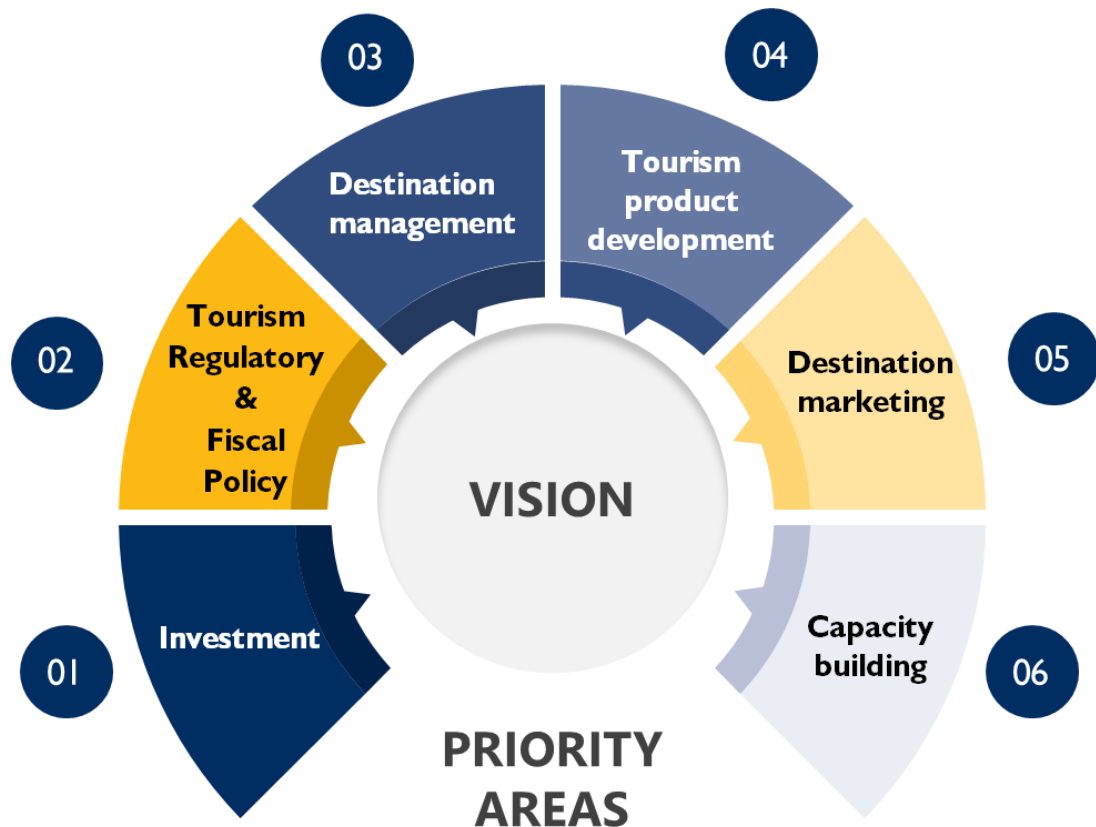 01
Investment
02
Tourism
Regulatory
&
Fiscal
Policy
03
Destination
management
04
Tourism
product
development
05
Destination
marketing
06
Capacity
building
VISION
PRIORITY
AREAS